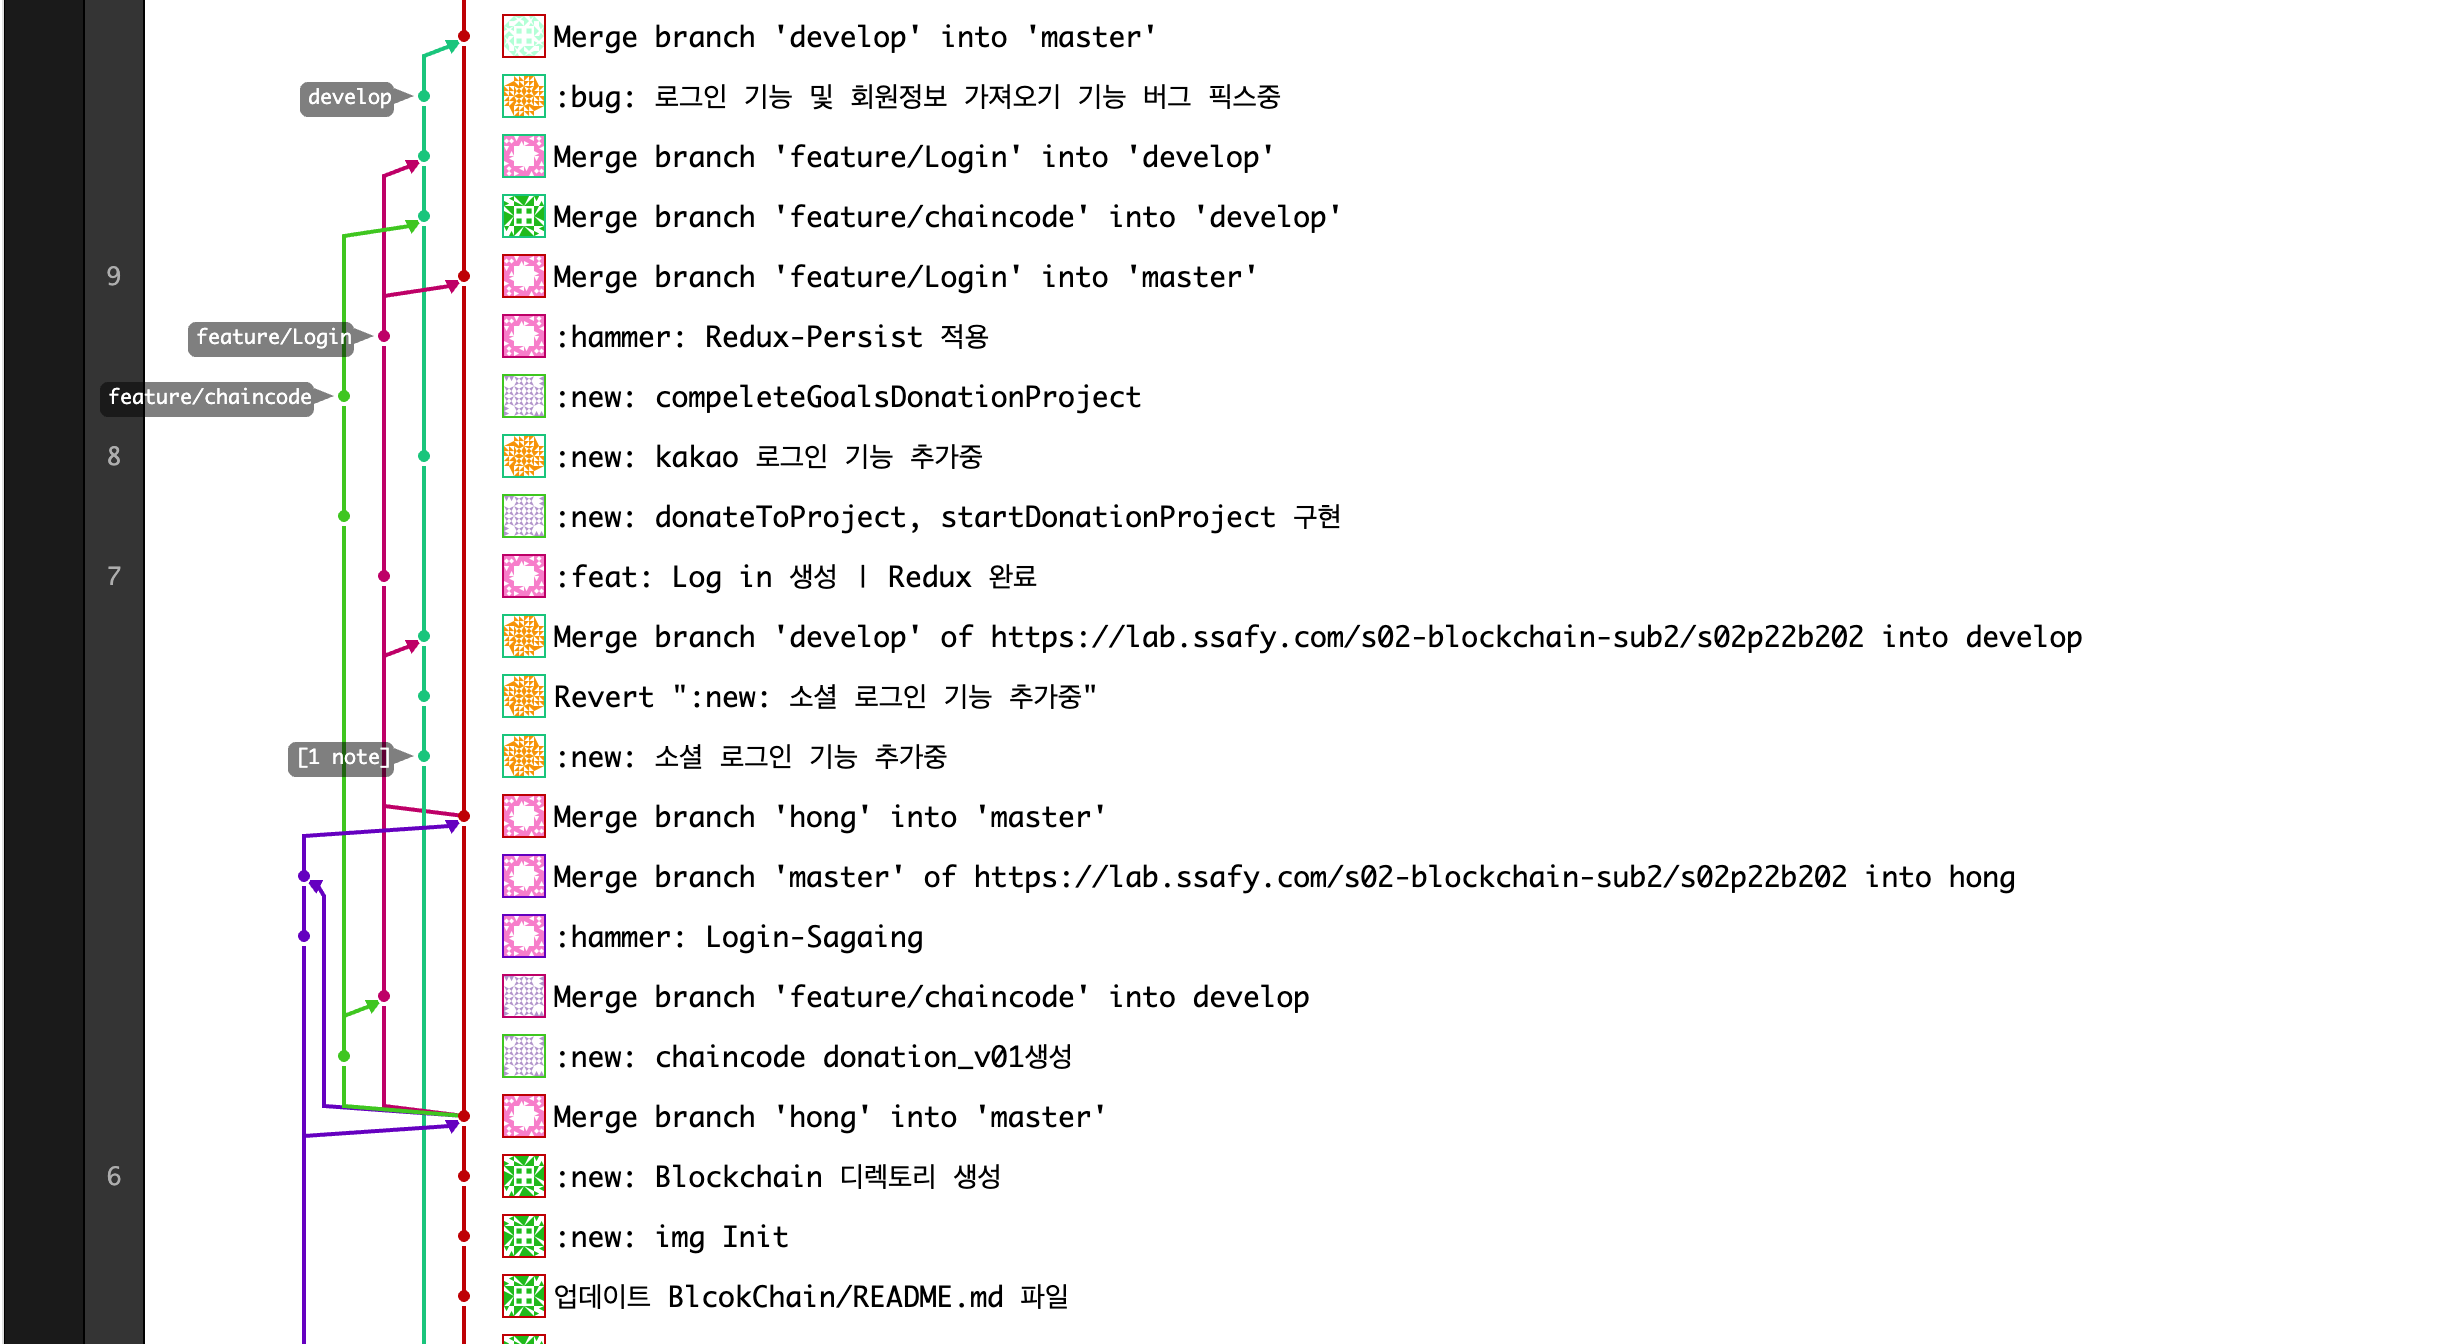 Merge branch 'develop' into 'master'
develop
:bug: 로그인 기능 및 회원정보 가져오기 기능 버그 픽스중
Merge branch 'feature/Login' into 'develop'
Merge branch 'feature/chaincode' into 'develop'
9
Merge branch 'feature/Login' into 'master'
feature/Login
:hammer: Redux-Persist 적용
feature/chaincode
:new: compeleteGoalsDonationProject
8
:new: kakao 로그인 기능 추가중
:new: donateToProject, startDonationProject 구현
7
:feat: Log in 생성 | Redux 완료
Merge branch 'develop' of https://lab.ssafy.com/s02-blockchain-sub2/s02p22b202 into develop
Revert ":new: 소셜 로그인 기능 추가중"
[1 note]
:new: 소셜 로그인 기능 추가중
Merge branch 'hong' into 'master'
Merge branch 'master' of https://lab.ssafy.com/s02-blockchain-sub2/s02p22b202 into hong
:hammer: Login-Sagaing
Merge branch 'feature/chaincode' into develop
:new: chaincode donation_v01생성
Merge branch 'hong' into 'master'
6
:new: Blockchain 디렉토리 생성
:new: img Init
업데이트 BlcokChain/README.md 파일